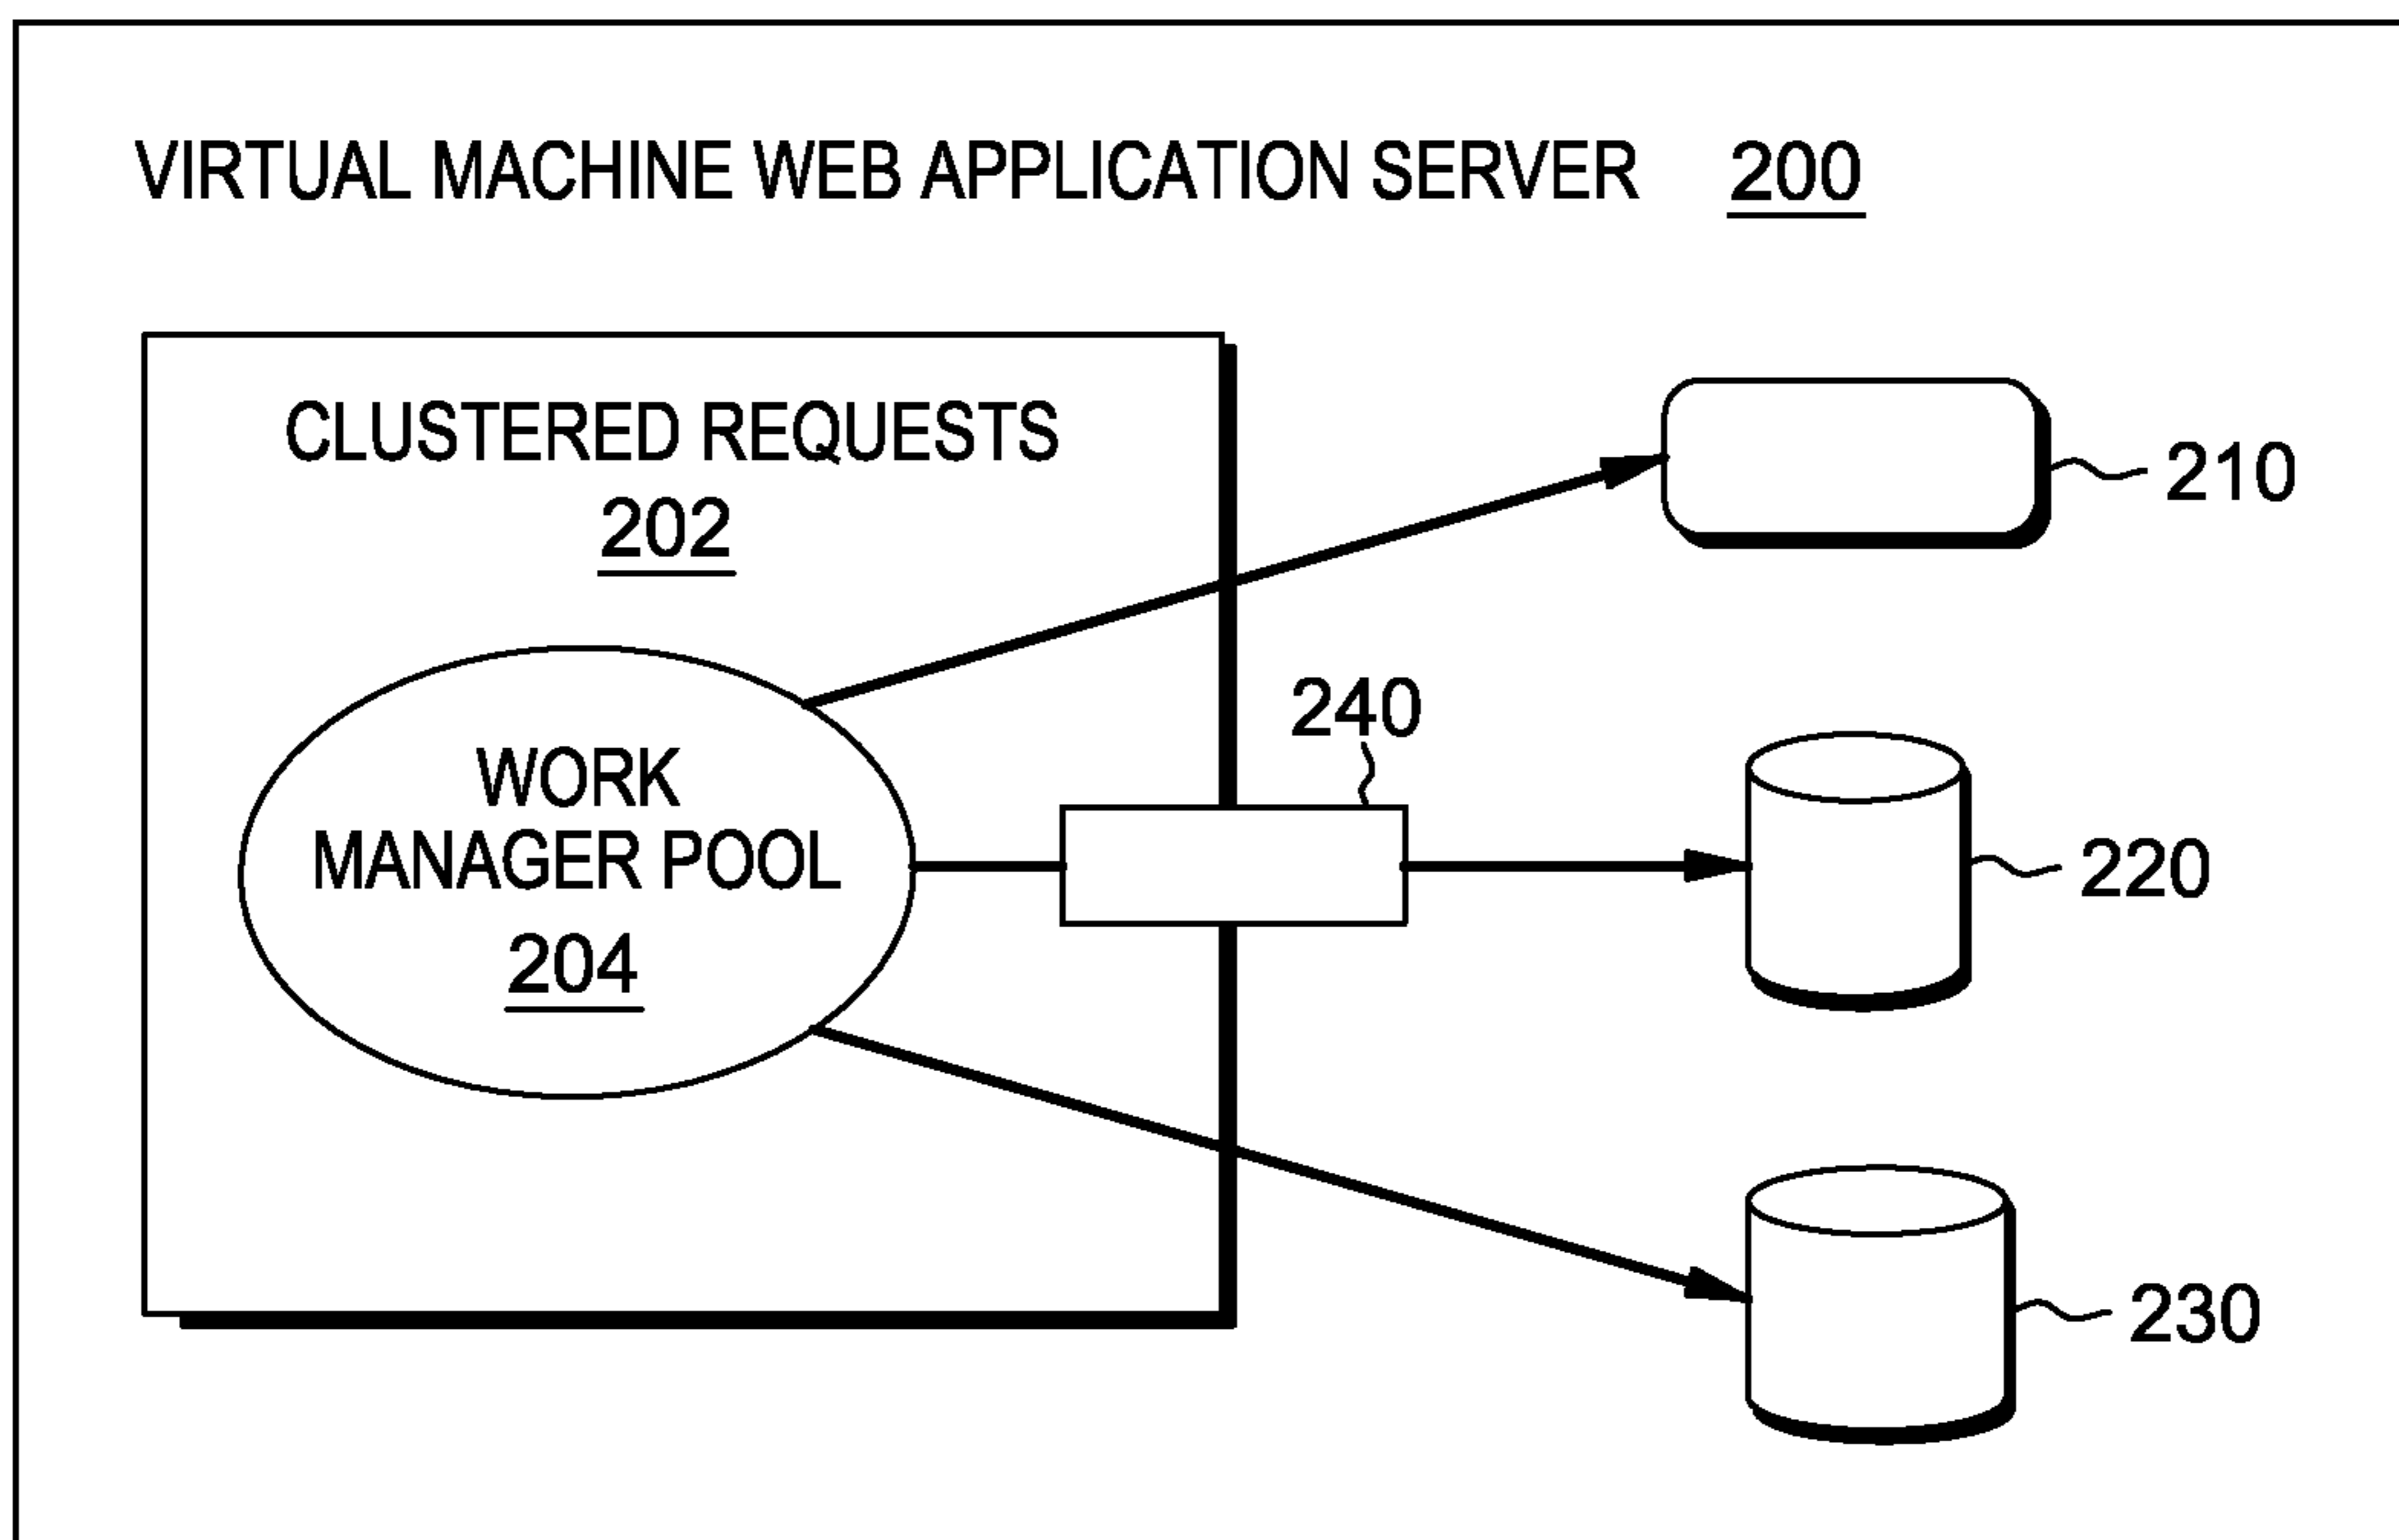 VIRTUAL MACHINE WEB APPLICATION SERVER 200
CLUSTERED REQUESTS
202
210
240
WORK
MANAGER POOL
204
220
230